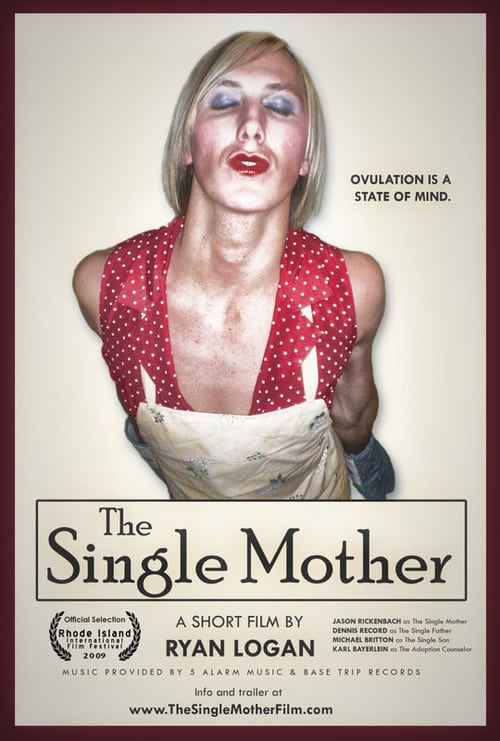 OVULATION IS A
STATE OF MIND.
The
Single Mother
Official Selection
Rhode Island
International
Film Festival
2009
A SHORT FILM BY
RYAN LOGAN
JASON RICKENBACH as The Single Mother
DENNIS RECORD as The Single Father
MICHAEL BRITTON as The Single Son
KARL BAYERLEIN as The Adoption Counselor
MUSIC PROVIDED BY 5 ALARM MUSIC & BASE TRIP RECORDS
Info and trailer at
www.TheSingleMotherFilm.com